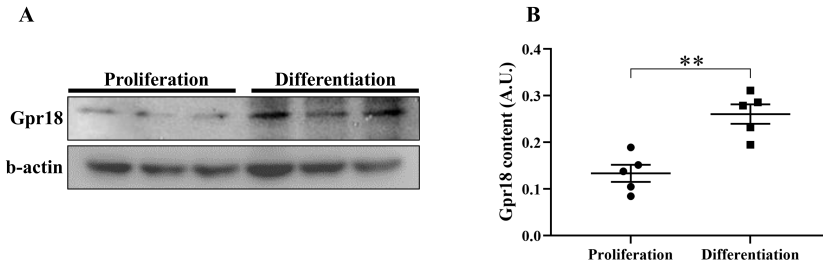 A
Proliferation Differentiation
Gpr18
b-actin
B
Gpr18 content (A.U.)
0.4
0.3
0.2
0.1
0.0
**
Proliferation Differentiation